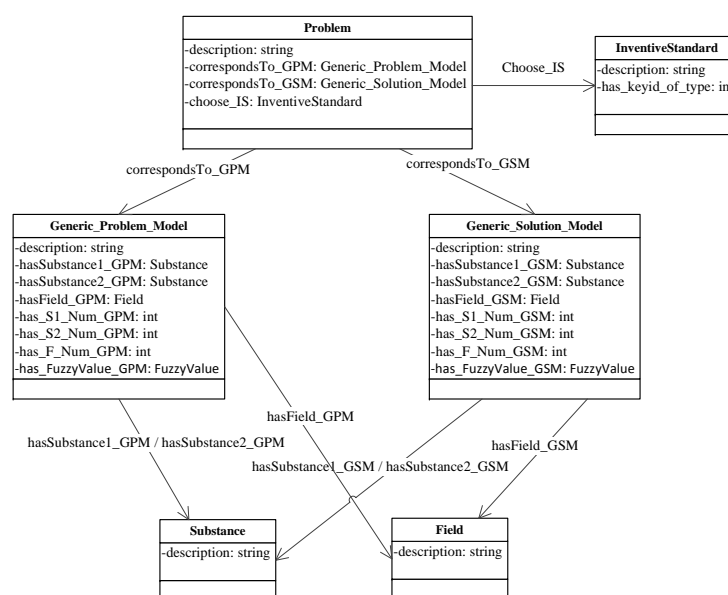 Problem
-description: string
-correspondsTo_GPM: Generic_Problem_Model
-correspondsTo_GSM: Generic_Solution_Model
-choose_IS: InventiveStandard
Choose_IS
InventiveStandard
-description: string
-has_keyid_of_type: in
correspondsTo_GPM
correspondsTo_GSM
Generic_Problem_Model
-description: string
-hasSubstance1_GPM: Substance
-hasSubstance2_GPM: Substance
-hasField_GPM: Field
-has_S1_Num_GPM: int
-has_S2_Num_GPM: int
-has_F_Num_GPM: int
-has_FuzzyValue_GPM: FuzzyValue
Generic_Solution_Model
-description: string
-hasSubstance1_GSM: Substance
-hasSubstance2_GSM: Substance
-hasField_GSM: Field
-has_S1_Num_GSM: int
-has_S2_Num_GSM: int
-has_F_Num_GSM: int
-has_FuzzyValue_GSM: FuzzyValue
hasField_GPM
hasSubstance1_GPM / hasSubstance2_GPM
hasField_GSM
hasSubstance1_GSM / hasSubstance2_GSM
Substance
-description: string
Field
-description: string